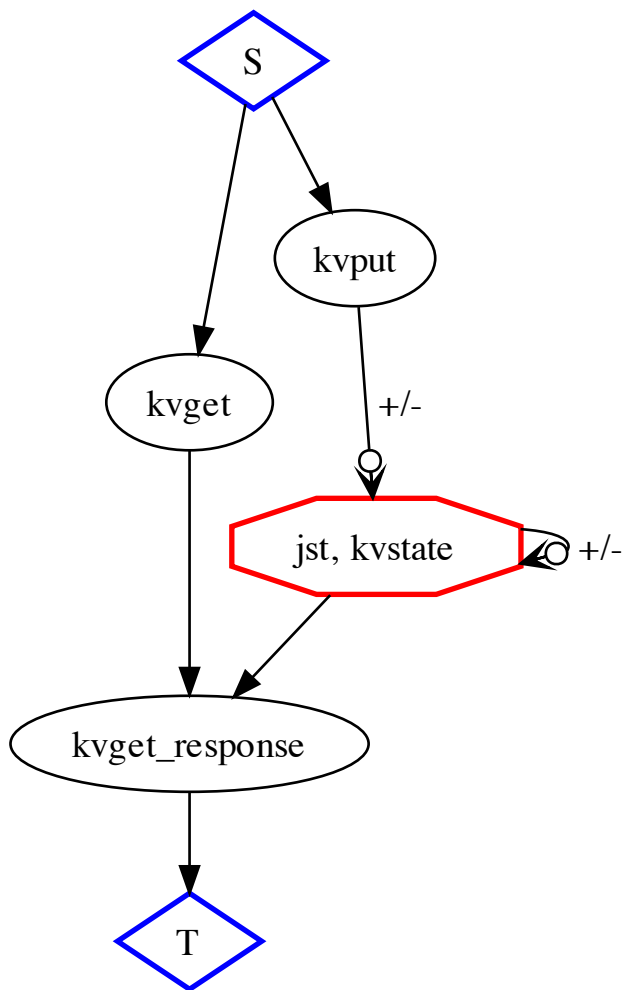 S
kvput
kvget
+/-
jst, kvstate
+/-
kvget_response
T